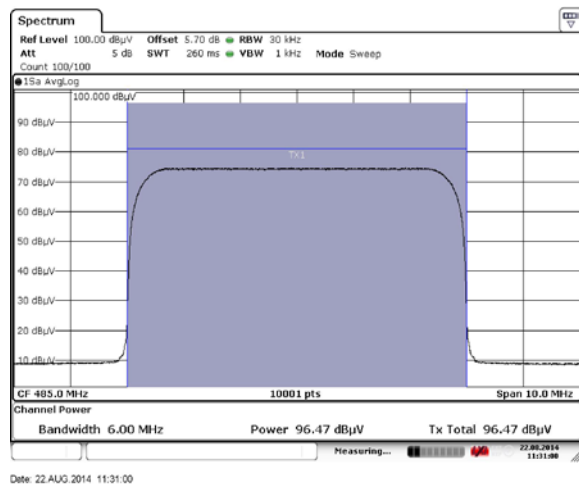 Spectrum
Ref Level 100.00 dBµV Offset 5.70 dB RBW 30 kHz
Att 5 dB SWT 260 ms VBW 1 kHz Mode Sweep
Count 100/100
1Sa AvgLog
100.000 dBµV
90 dBµV
80 dBµV
TX1
70 dBµV
60 dBµV
50 dBµV
40 dBµV
30 dBµV
20 dBµV
10 dBµV
CF 485.0 MHz 10001 pts Span 10.0 MHz
Channel Power
Bandwidth 6.00 MHz Power 96.47 dBµV Tx Total 96.47 dBµV
Measuring... 22.08.2014
11:31:00
Date: 22.AUG.2014 11:31:00